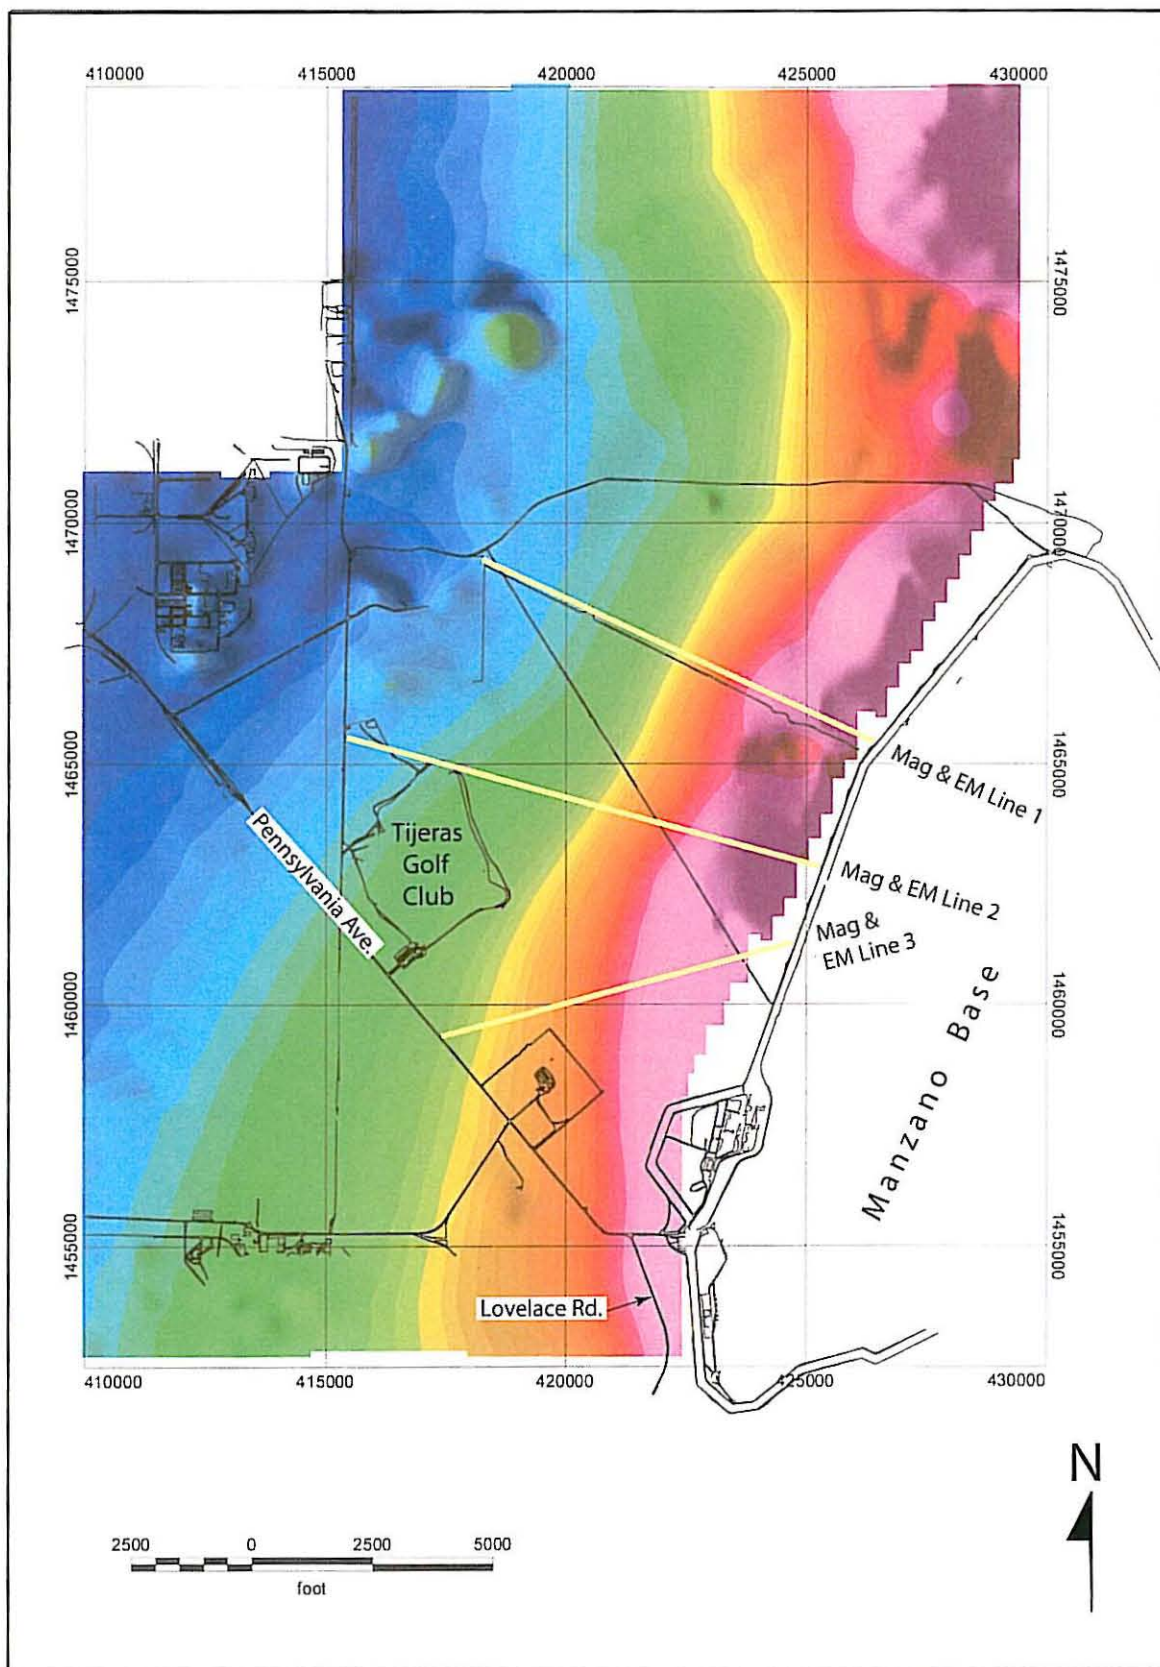 410000 415000 420000 425000 430000
1475000 1475000
1470000 1470000
1465000 1465000
Mag & EM Line 1
Pennsylvania Ave.
Tijeras
Golf
Club
Mag & EM Line 2
Mag &
EM Line 3
1460000 1460000
Manzano Base
1455000 1455000
Lovelace Rd.
410000 415000 420000 425000 430000
N
2500 0 2500 5000
foot